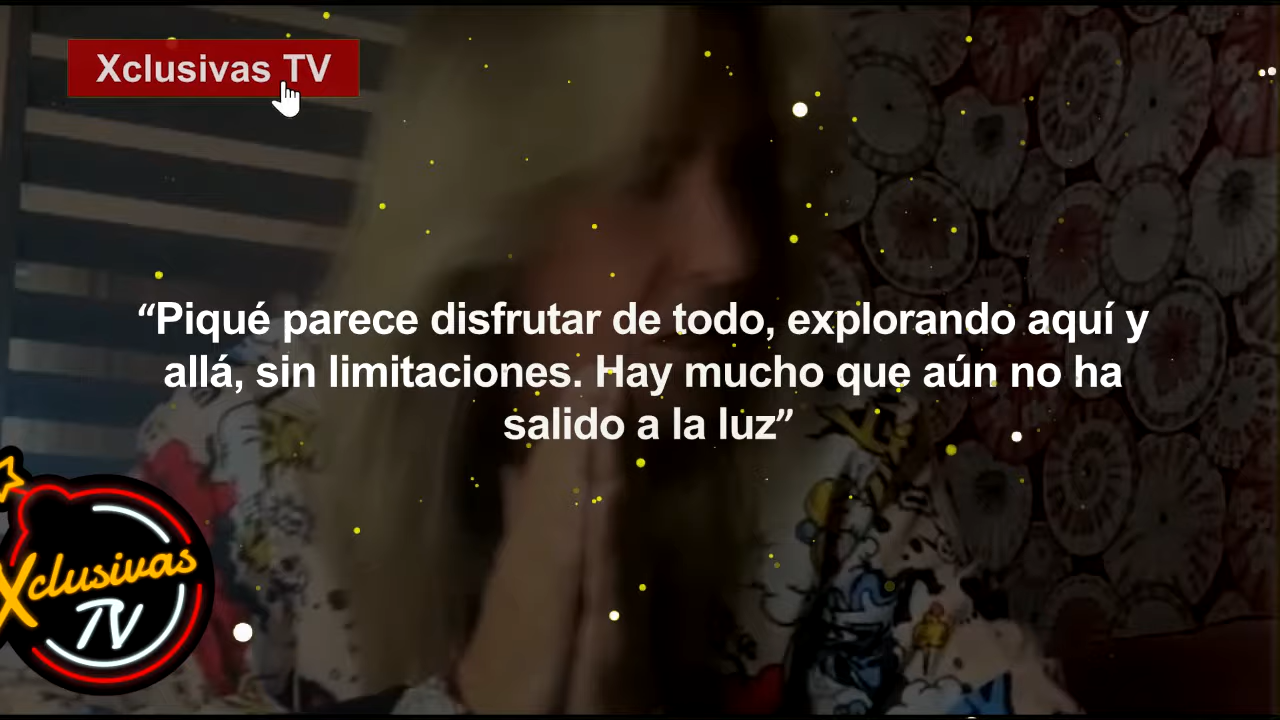 Xclusivas TV
“Piqué parece disfrutar de todo, explorando aquí y
allá, sin limitaciones. Hay mucho que aún no ha
salido a la luz”
Xclusivas
TV